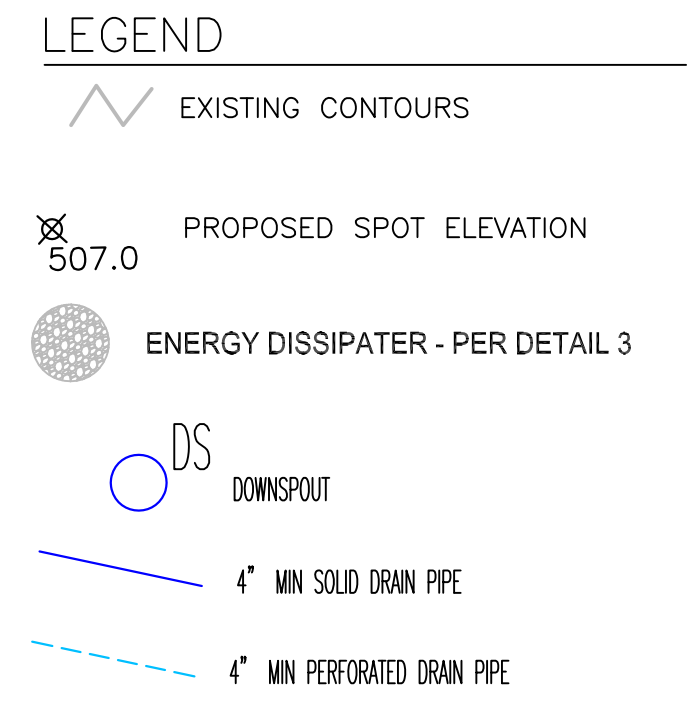 LEGEND
EXISTING CONTOURS
PROPOSED SPOT ELEVATION
507.0
ENERGY DISSIPATER - PER DETAIL 3
DS
DOWNSPOUT
4" MIN SOLID DRAIN PIPE
4" MIN PERFORATED DRAIN PIPE